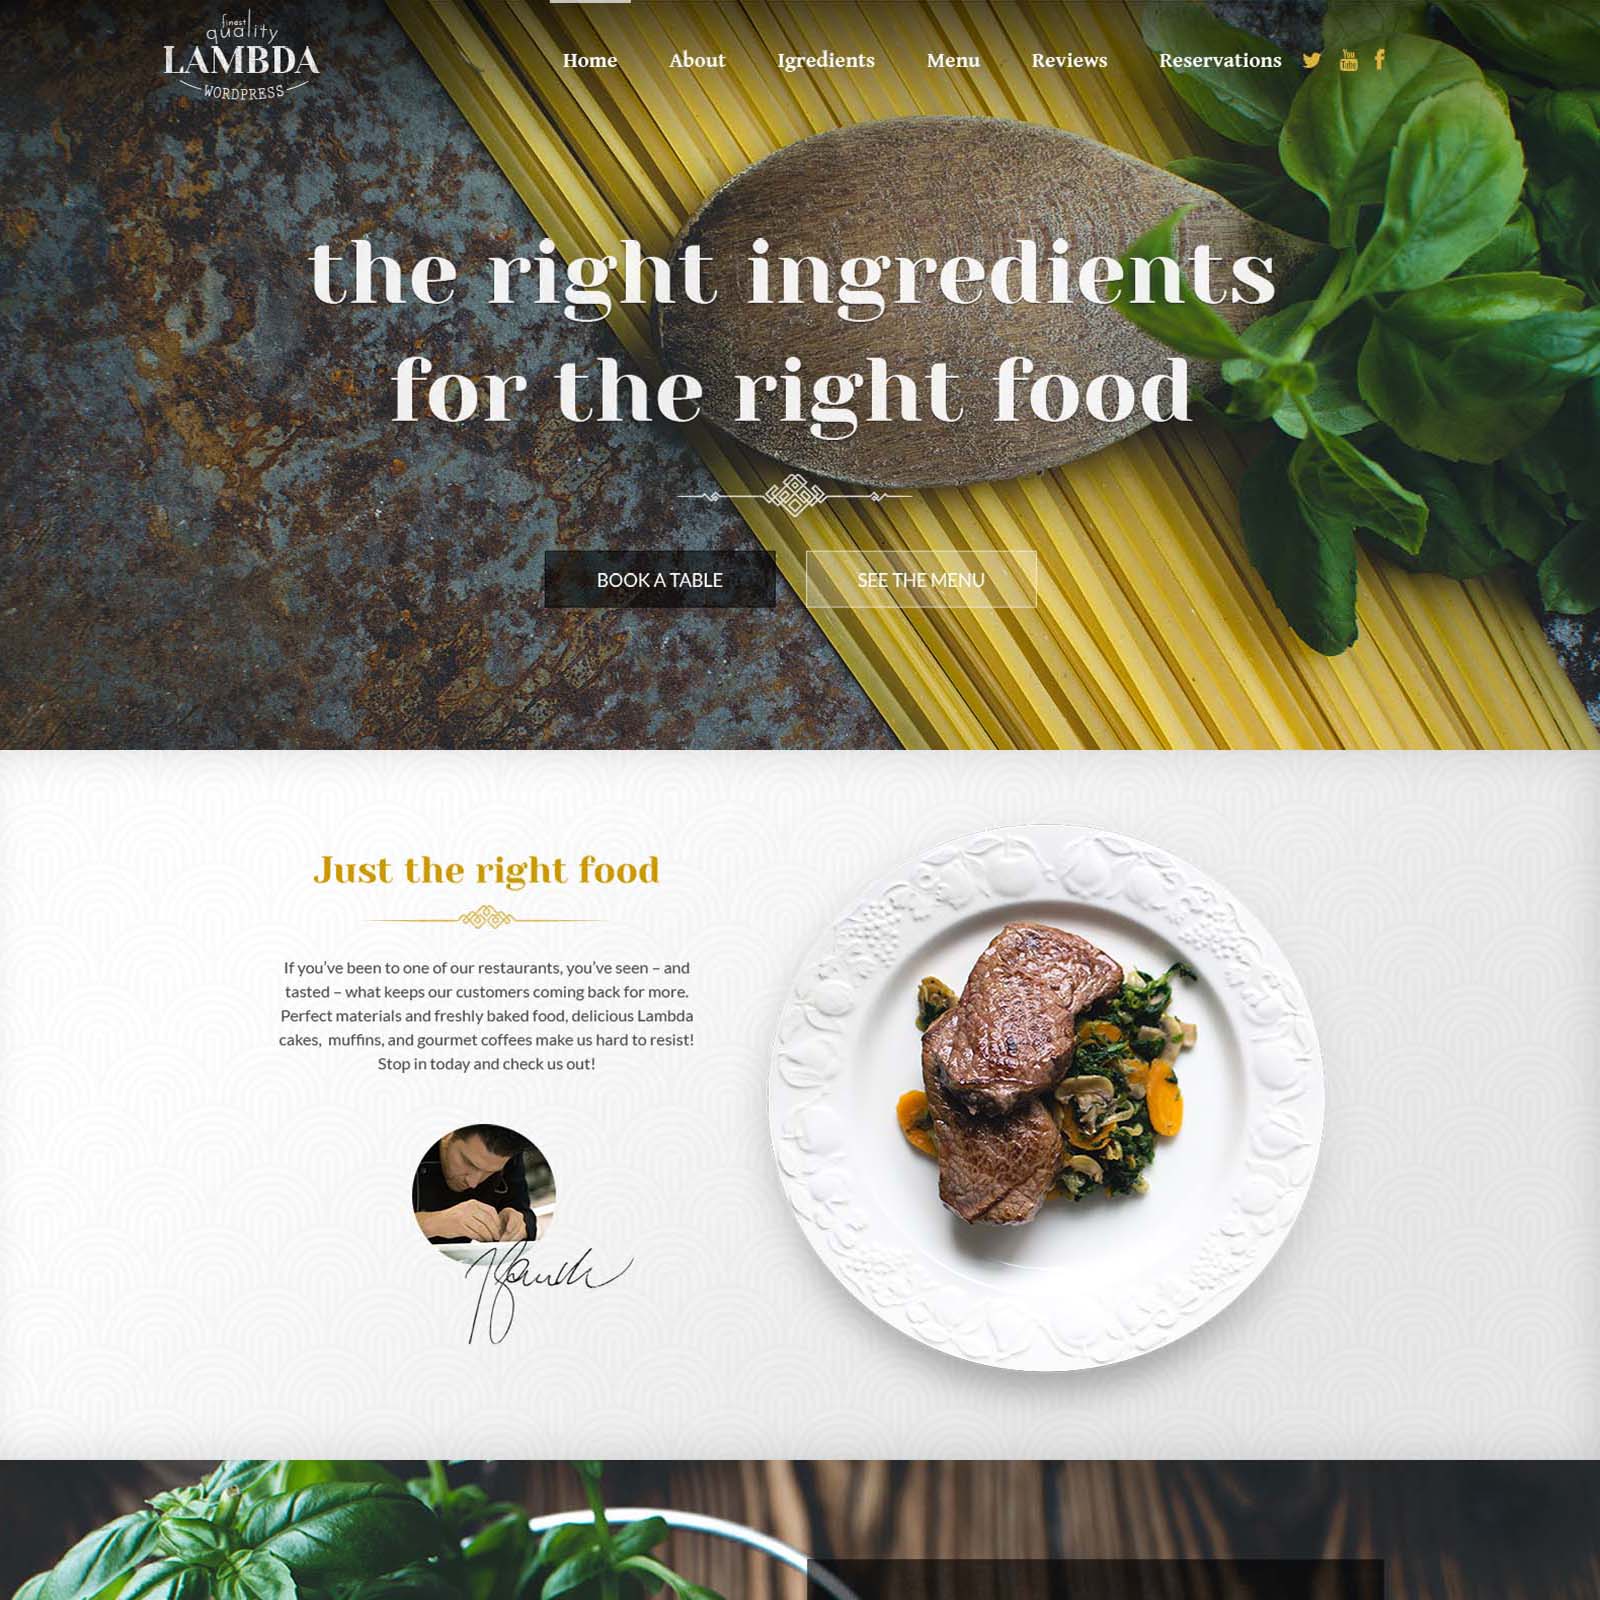 finest
quality
LAMBDA
WORDPRESS
Home About Igredients Menu Reviews Reservations
You
Tube
the right ingredients
for the right food
BOOK A TABLE
SEE THE MENU
Just the right food
If you’ve been to one of our restaurants, you’ve seen – and
tasted – what keeps our customers coming back for more.
Perfect materials and freshly baked food, delicious Lambda
cakes,  muffins, and gourmet coffees make us hard to resist!
Stop in today and check us out!